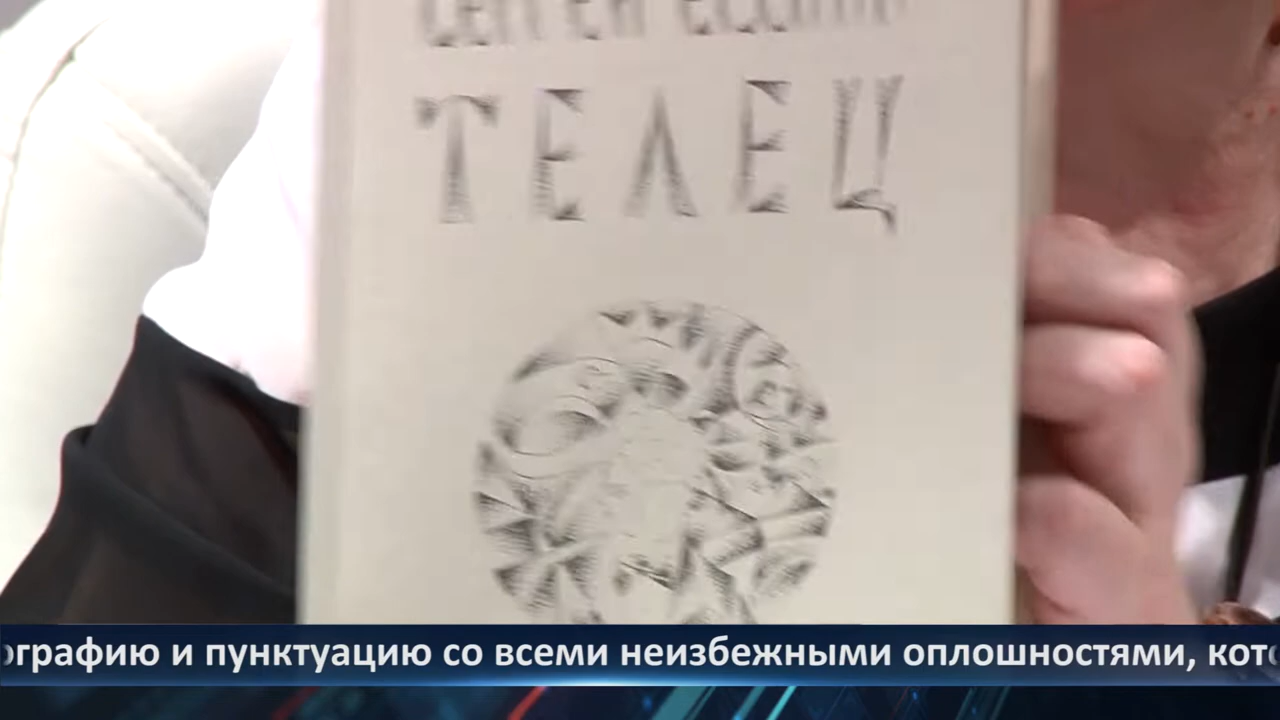 ТЕЛЕЦ
ографию и пунктуацию со всеми неизбежными оплошностями, кото